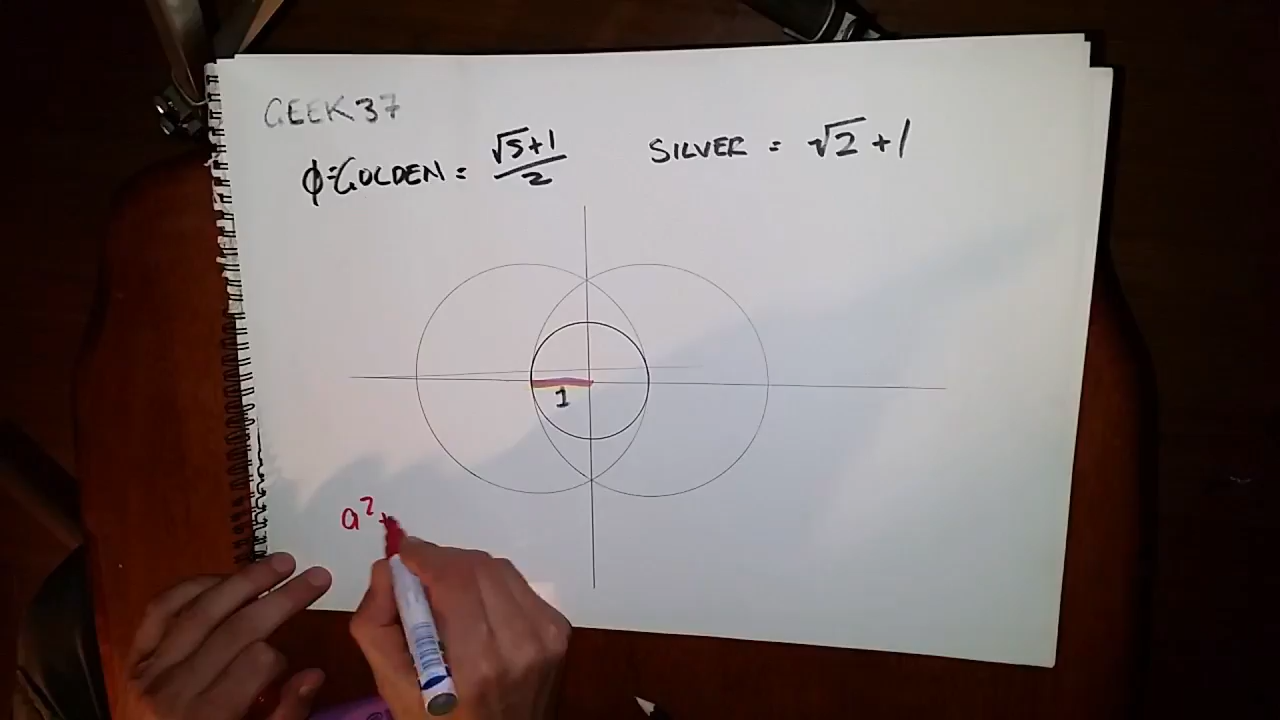 GEEK37
ϕ=GOLDEN = (√5+1)/2
SILVER = √2+1
1
a²+